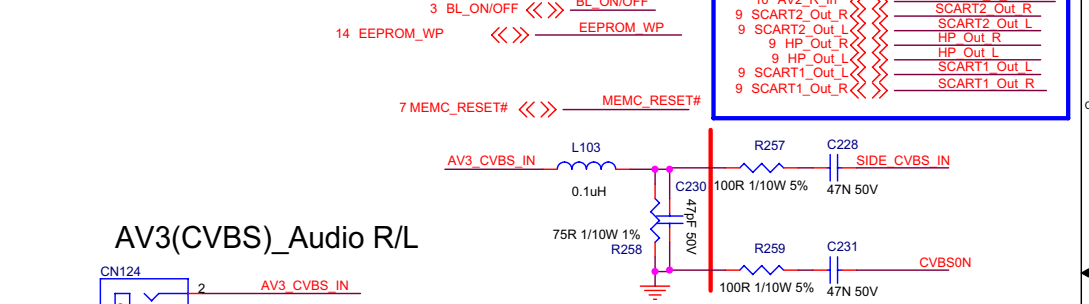 3 BL_ON/OFF BL_ON/OFF
14 EEPROM_WP EEPROM_WP
7 MEMC_RESET# MEMC_RESET#
10 AV2_R_In
9 SCART2_Out_R SCART2_Out_R
9 SCART2_Out_L SCART2_Out_L
9 HP_Out_R HP_Out_R
9 HP_Out_L HP_Out_L
9 SCART1_Out_L SCART1_Out_L
9 SCART1_Out_R SCART1_Out_R
AV3_CVBS_IN
L103
0.1uH
C230
47pF 50V
75R 1/10W 1%
R258
R257
100R 1/10W 5%
C228
47N 50V
SIDE_CVBS_IN
R259
100R 1/10W 5%
C231
47N 50V
CVBS0N
AV3(CVBS)_Audio R/L
CN124
2
AV3_CVBS_IN